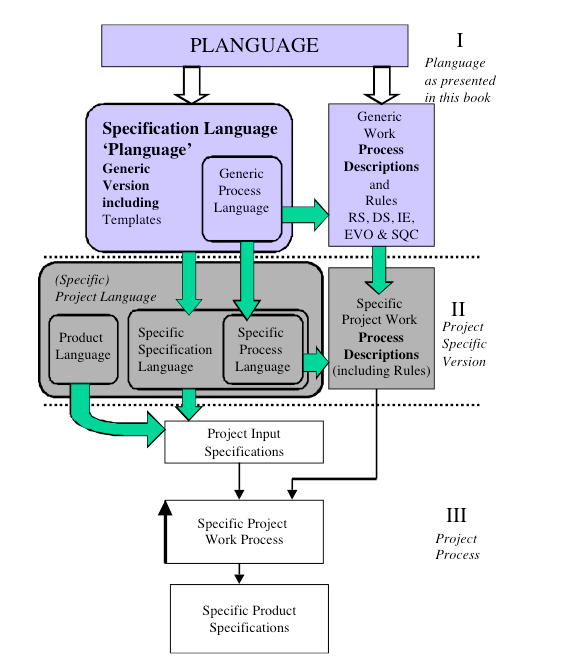 PLANGUAGE
I
Planguage
as presented
in this book
Specification Language
‘Planguage’
Generic
Version
including
Templates
Generic
Process
Language
Generic
Work
Process
Descriptions
and
Rules
RS, DS, IE,
EVO & SQC
(Specific)
Project Language
Product
Language
Specific
Specification
Language
Specific
Process
Language
Specific
Project Work
Process
Descriptions
(including Rules)
II
Project
Specific
Version
Project Input
Specifications
Specific Project
Work Process
III
Project
Process
Specific Product
Specifications